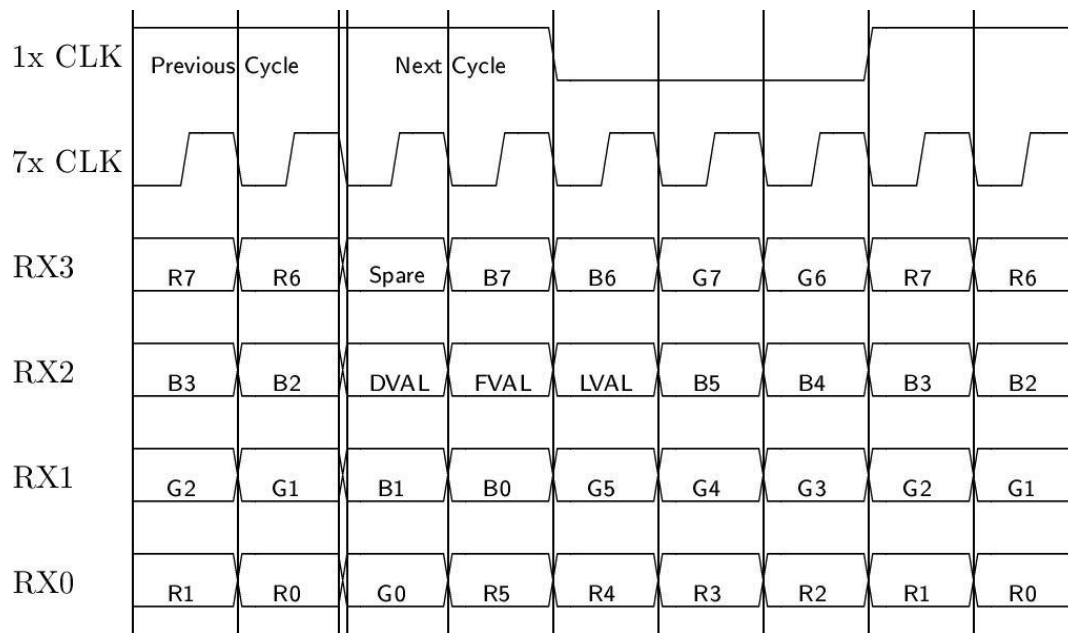 1x CLK Previous Cycle Next Cycle
7x CLK
RX3 R7 R6 Spare B7 B6 G7 G6 R7 R6
RX2 B3 B2 DVAL FVAL LVAL B5 B4 B3 B2
RX1 G2 G1 B1 B0 G5 G4 G3 G2 G1
RX0 R1 R0 G0 R5 R4 R3 R2 R1 R0